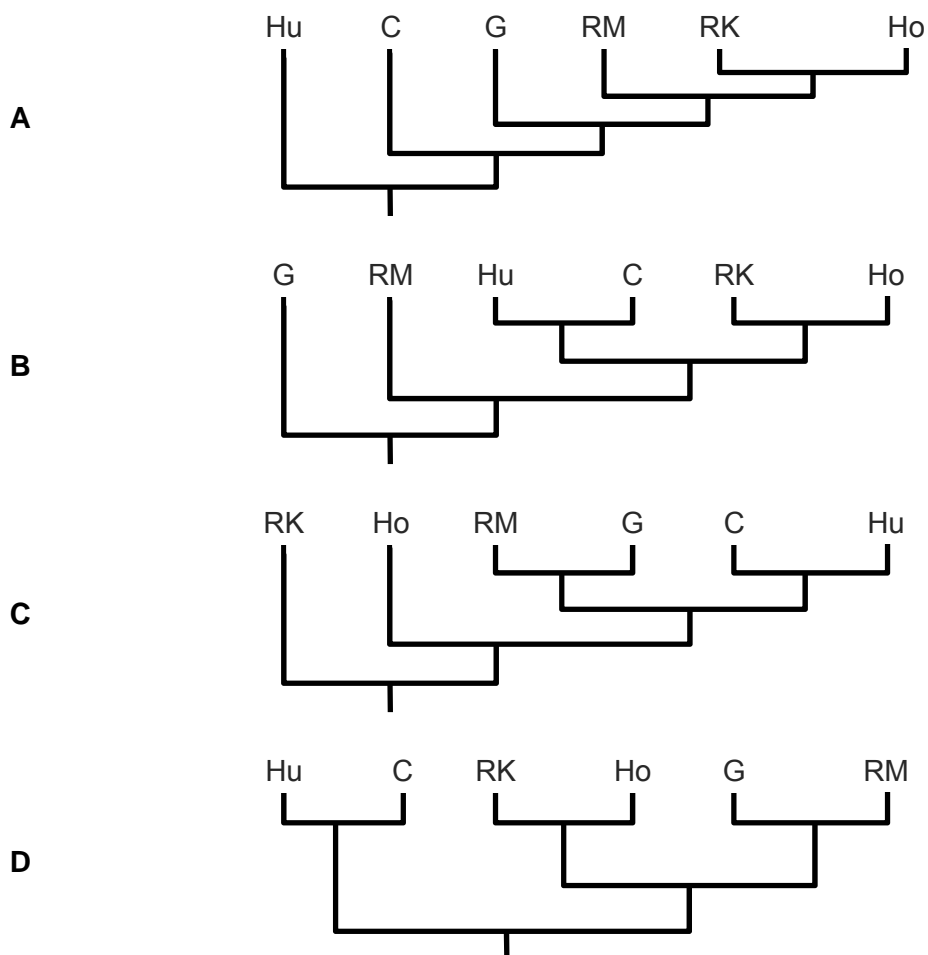 Hu C G RM RK Ho
A
G RM Hu C RK Ho
B
RK Ho RM G C Hu
C
Hu C RK Ho G RM
D